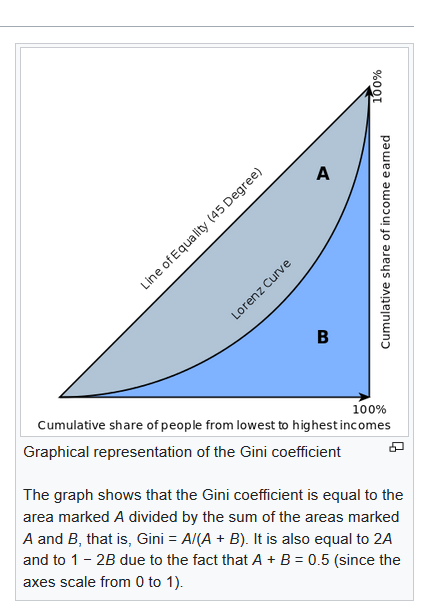 100%
A
Line of Equality (45 Degree)
Cumulative share of income earned
Lorenz Curve
B
100%
Cumulative share of people from lowest to highest incomes
Graphical representation of the Gini coefficient
The graph shows that the Gini coefficient is equal to the
area marked A divided by the sum of the areas marked
A and B, that is, Gini = A/(A + B). It is also equal to 2A
and to 1 − 2B due to the fact that A + B = 0.5 (since the
axes scale from 0 to 1).